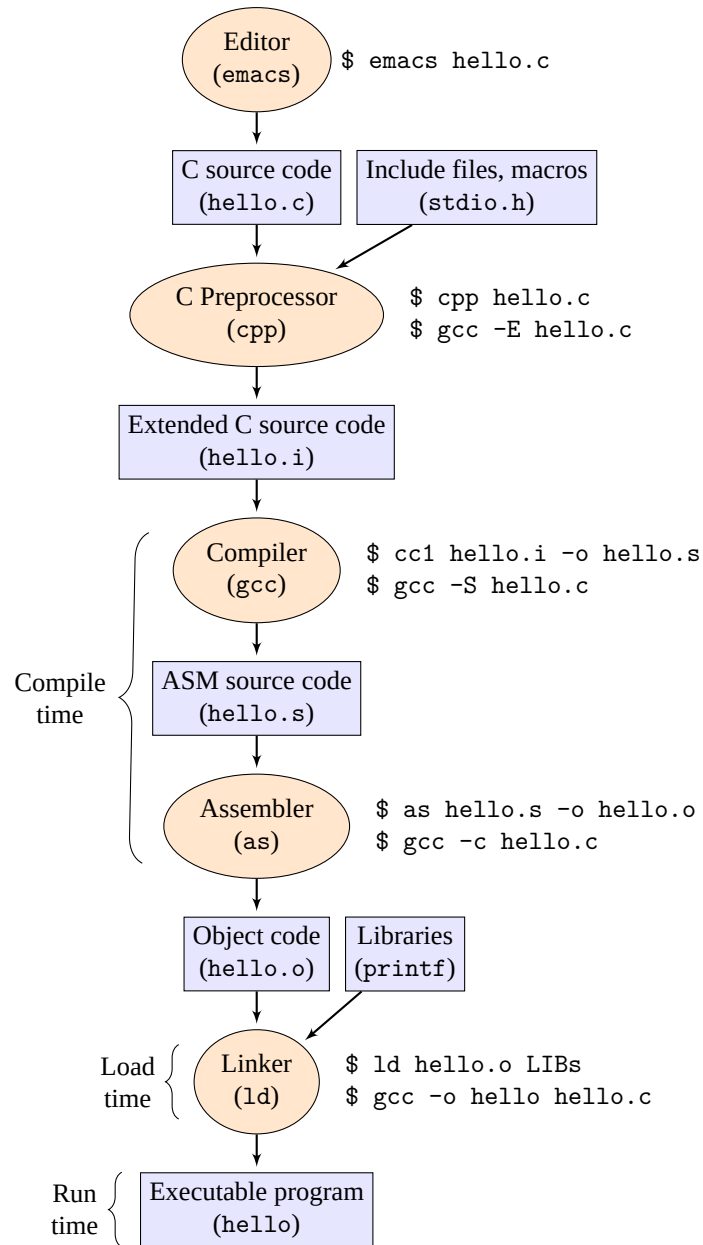 Editor
(emacs)
$ emacs hello.c
C source code
(hello.c)
Include files, macros
(stdio.h)
C Preprocessor
(cpp)
$ cpp hello.c
$ gcc -E hello.c
Extended C source code
(hello.i)
Compiler
(gcc)
$ cc1 hello.i -o hello.s
$ gcc -S hello.c
Compile
time
ASM source code
(hello.s)
Assembler
(as)
$ as hello.s -o hello.o
$ gcc -c hello.c
Object code
(hello.o)
Libraries
(printf)
Load
time
Linker
(ld)
$ ld hello.o LIBs
$ gcc -o hello hello.c
Run
time
Executable program
(hello)